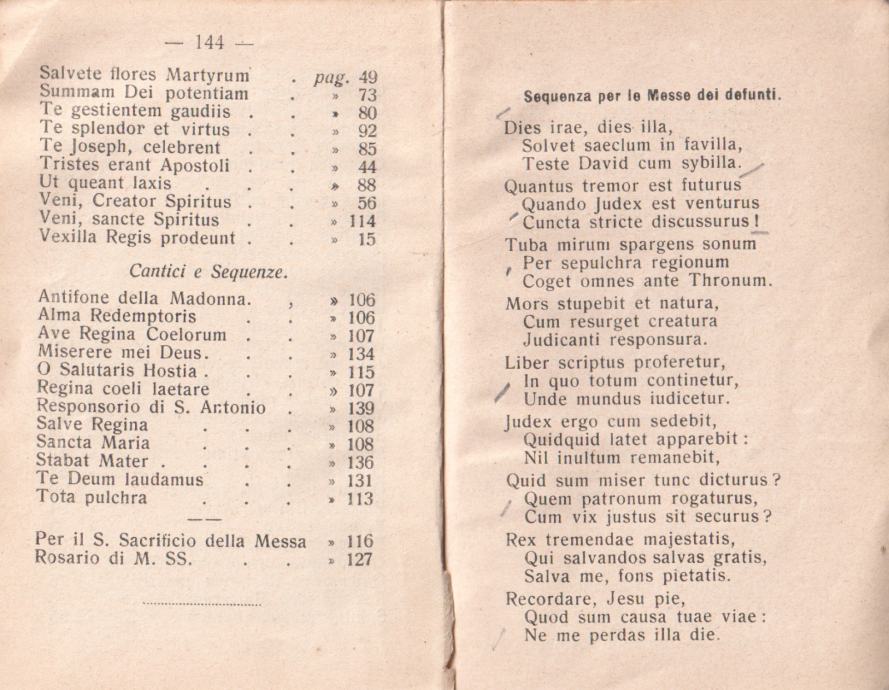 — 144 —
Salvete flores Martyrum . pag. 49
Summam Dei potentiam . » 73
Te gestientem gaudiis . . » 80
Te splendor et virtus . . » 92
Te Joseph, celebrent . . » 85
Tristes erant Apostoli . . » 44
Ut queant laxis . . . » 88
Veni, Creator Spiritus . . » 56
Veni, sancte Spiritus . . » 114
Vexilla Regis prodeunt . . » 15
Cantici e Sequenze.
Antifone della Madonna. , » 106
Alma Redemptoris . . » 106
Ave Regina Coelorum . . » 107
Miserere mei Deus. . . » 134
O Salutaris Hostia . . . » 115
Regina coeli laetare . . » 107
Responsorio di S. Antonio . » 139
Salve Regina . . . » 108
Sancta Maria . . . » 108
Stabat Mater . . . . » 136
Te Deum laudamus . . » 131
Tota pulchra . . . » 113
Per il S. Sacrificio della Messa » 116
Rosario di M. SS. . . » 127
Sequenza per le Messe dei defunti.
Dies irae, dies illa,
Solvet saeclum in favilla,
Teste David cum sybilla.
Quantus tremor est futurus
Quando Judex est venturus
Cuncta stricte discussurus !
Tuba mirum spargens sonum
Per sepulchra regionum
Coget omnes ante Thronum.
Mors stupebit et natura,
Cum resurget creatura
Judicanti responsura.
Liber scriptus proferetur,
In quo totum continetur,
Unde mundus iudicetur.
Judex ergo cum sedebit,
Quidquid latet apparebit :
Nil inultum remanebit,
Quid sum miser tunc dicturus ?
Quem patronum rogaturus,
Cum vix justus sit securus ?
Rex tremendae majestatis,
Qui salvandos salvas gratis,
Salva me, fons pietatis.
Recordare, Jesu pie,
Quod sum causa tuae viae :
Ne me perdas illa die.